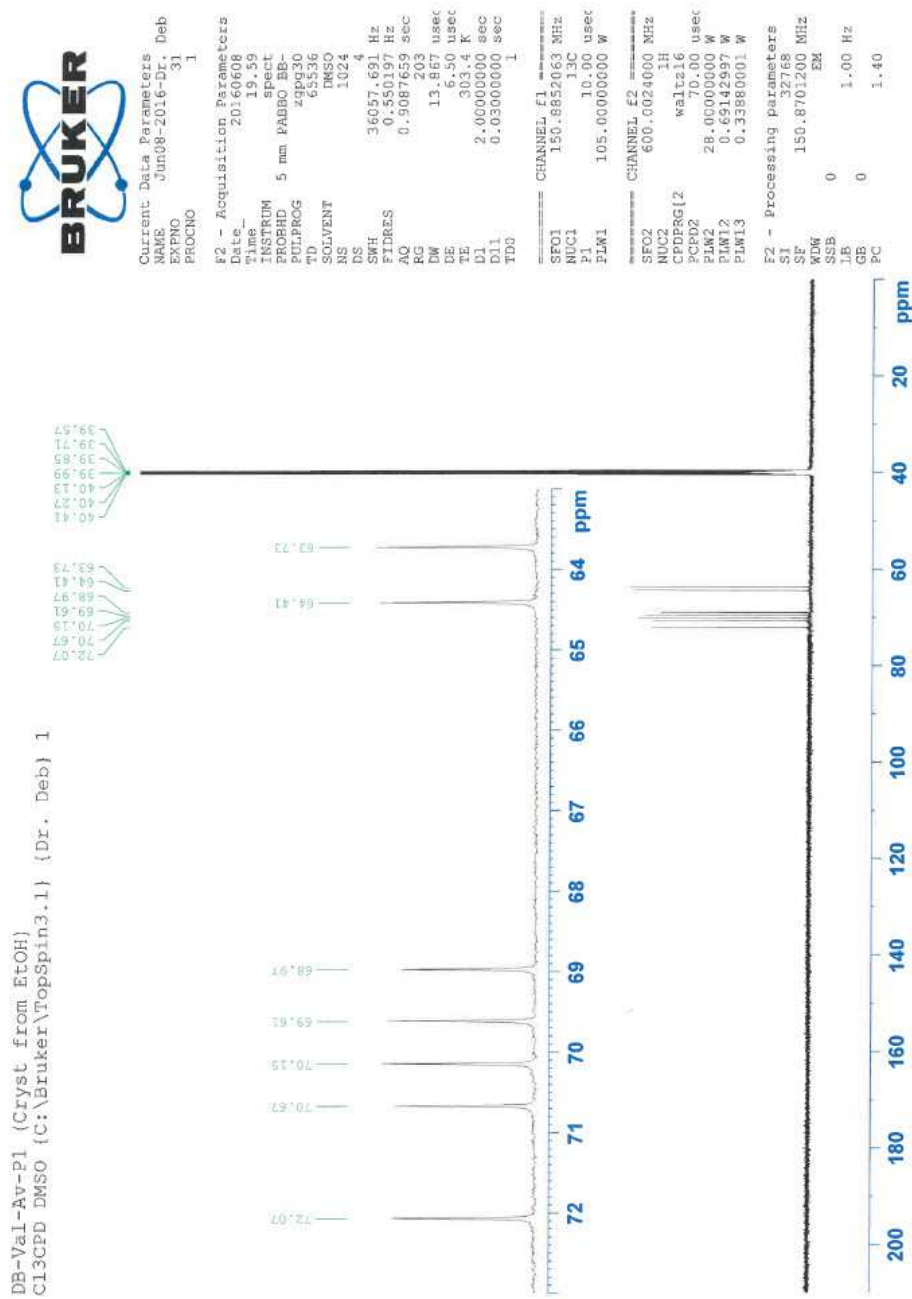 DB-Val-Av-P1 (Cryst from EtOH)
C13CPD DMSO {C:\Bruker\TopSpin3.1} {Dr. Deb} 1
72.07
70.67
70.15
69.61
68.97
64.41
63.73
40.41
40.27
40.13
39.99
39.85
39.71
39.57
BRUKER
Current Data Parameters
NAME Jun08-2016-Dr. Deb
EXPNO 31
PROCNO 1
F2 - Acquisition Parameters
Date_ 20160608
Time 19.59
INSTRUM spect
PROBHD 5 mm PABBO BB-
PULPROG zgpg30
TD 65536
SOLVENT DMSO
NS 1024
DS 4
SWH 36057.691 Hz
FIDRES 0.550197 Hz
AQ 0.9087659 sec
RG 203
DW 13.867 usec
DE 6.50 usec
TE 303.4 K
D1 2.00000000 sec
D11 0.03000000 sec
TD0 1
======== CHANNEL f1 ========
SFO1 150.8852063 MHz
NUC1 13C
P1 10.00 usec
PLW1 105.00000000 W
======== CHANNEL f2 ========
SFO2 600.0024000 MHz
NUC2 1H
CPDPRG[2 waltz16
PCPD2 70.00 usec
PLW2 28.00000000 W
PLW12 0.69142997 W
PLW13 0.33880001 W
F2 - Processing parameters
SI 32768
SF 150.8701200 MHz
WDW EM
SSB 0
LB 1.00 Hz
GB 0
PC 1.40
72.07
70.67
70.15
69.61
68.97
64.41
63.73
72 71 70 69 68 67 66 65 64 ppm
200 180 160 140 120 100 80 60 40 20 ppm